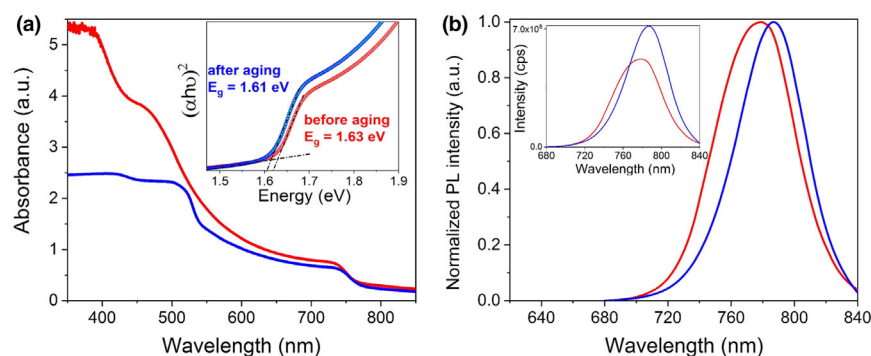 (a)
Absorbance (a.u.)
5
4
3
2
1
0
400
500
600
700
800
Wavelength (nm)
(αhυ)²
after aging
Eg = 1.61 eV
before aging
Eg = 1.63 eV
1.5
1.6
1.7
1.8
1.9
Energy (eV)
(b)
Normalized PL intensity (a.u.)
1.0
0.8
0.6
0.4
0.2
0.0
640
680
720
760
800
840
Wavelength (nm)
7.0x10⁶
Intensity (cps)
0.0
680
720
760
800
840
Wavelength (nm)